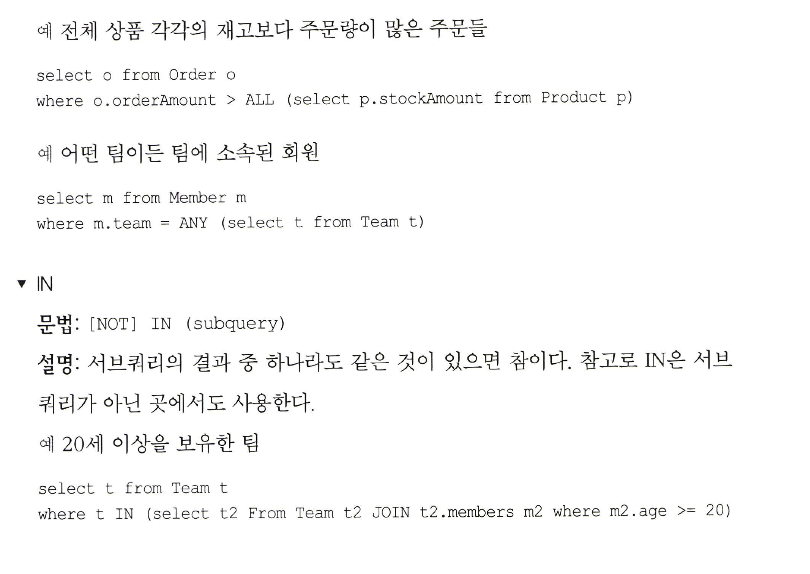 예 전체 상품 각각의 재고보다 주문량이 많은 주문들
select o from Order o
where o.orderAmount > ALL (select p.stockAmount from Product p)
예 어떤 팀이든 팀에 소속된 회원
select m from Member m
where m.team = ANY (select t from Team t)
▼ IN
문법: [NOT] IN (subquery)
설명: 서브쿼리의 결과 중 하나라도 같은 것이 있으면 참이다. 참고로 IN은 서브
쿼리가 아닌 곳에서도 사용한다.
예 20세 이상을 보유한 팀
select t from Team t
where t IN (select t2 From Team t2 JOIN t2.members m2 where m2.age >= 20)